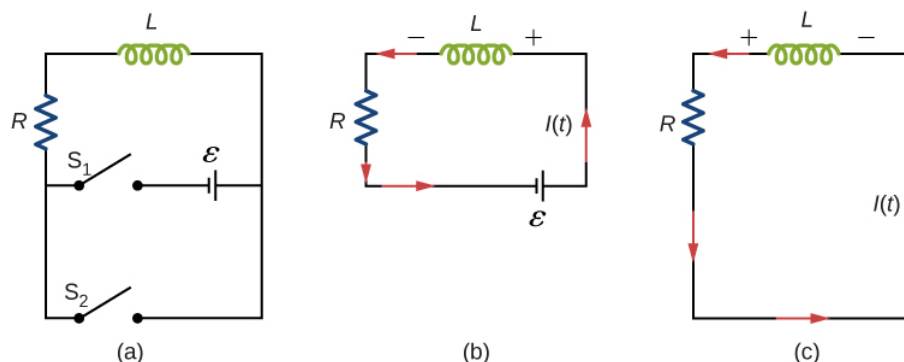 L
R
S₁
ε
S₂
(a)
− L +
R
I(t)
ε
(b)
+ L −
R
I(t)
(c)